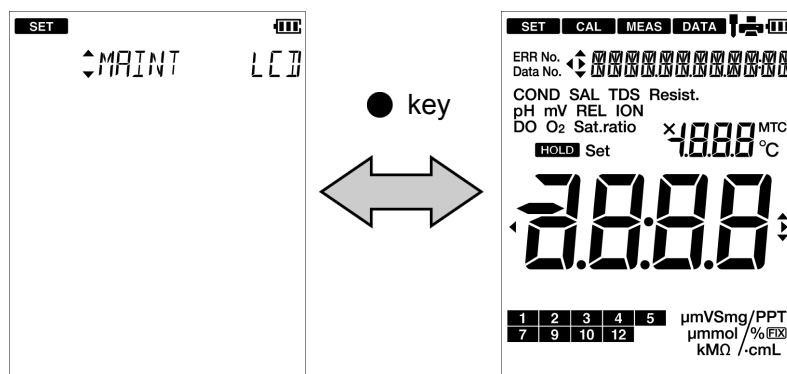 SET
MAINT LCD
● key
SET CAL MEAS DATA
ERR No.
Data No.
COND SAL TDS Resist.
pH mV REL ION
DO O₂ Sat.ratio
MTC
°C
HOLD Set
1 2 3 4 5
7 9 10 12
µmVSmg/PPT
µmmol/% FIX
kMΩ/·cmL